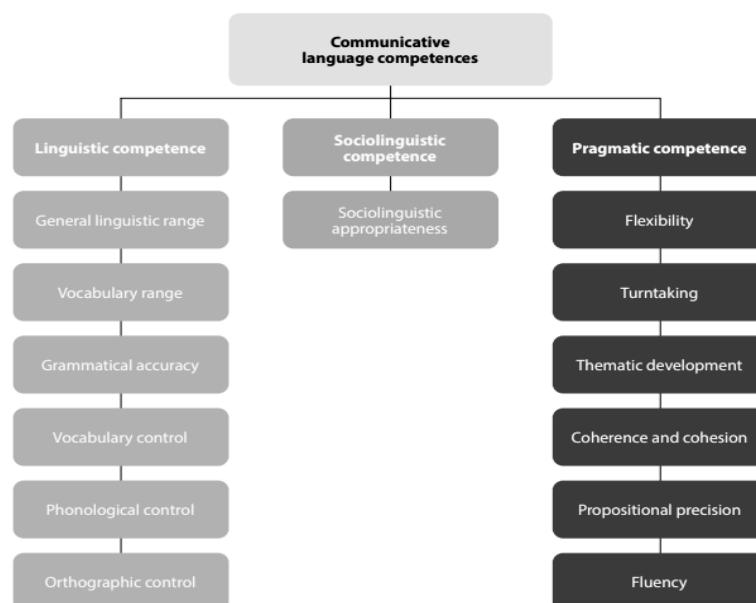 Communicative
language competences
Linguistic competence
General linguistic range
Vocabulary range
Grammatical accuracy
Vocabulary control
Phonological control
Orthographic control
Sociolinguistic
competence
Sociolinguistic
appropriateness
Pragmatic competence
Flexibility
Turntaking
Thematic development
Coherence and cohesion
Propositional precision
Fluency